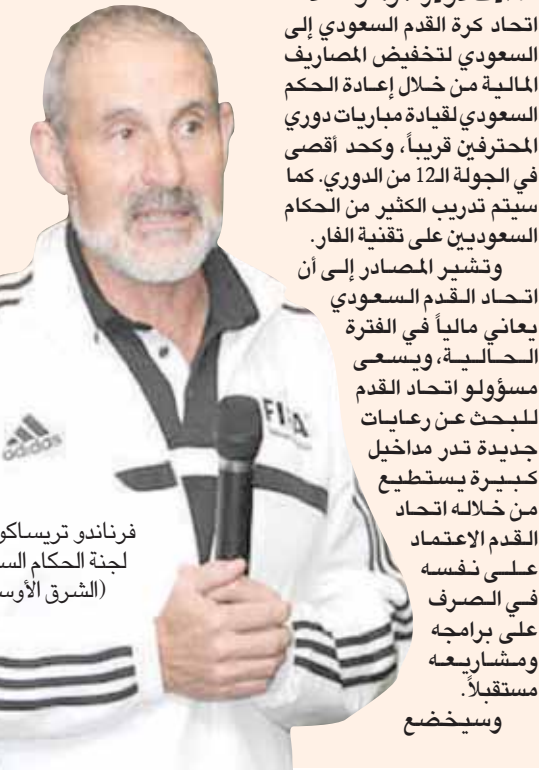 اتحاد كرة القدم السعودي إلى
السعودي لتخفيض المصاريف
المالية من خلال إعادة الحكم
السعودي لقيادة مباريات دوري
المحترفين قريباً، وكحد أقصى
في الجولة الـ12 من الدوري. كما
سيتم تدريب الكثير من الحكام
السعوديين على تقنية الفار.
وتشير المصادر إلى أن
اتحاد القدم السعودي
يعاني مالياً في الفترة
الحالية، ويسعى
مسؤولو اتحاد القدم
للبحث عن رعايات
جديدة تدر مداخيل
كبيرة يستطيع
من خلاله اتحاد
القدم الاعتماد
على نفسه
في الصرف
على برامجه
ومشاريعه
مستقبلاً.
وسيخضع
فرناندو تريساكو
لجنة الحكام الس
(الشرق الأوس
adidas
FIFA